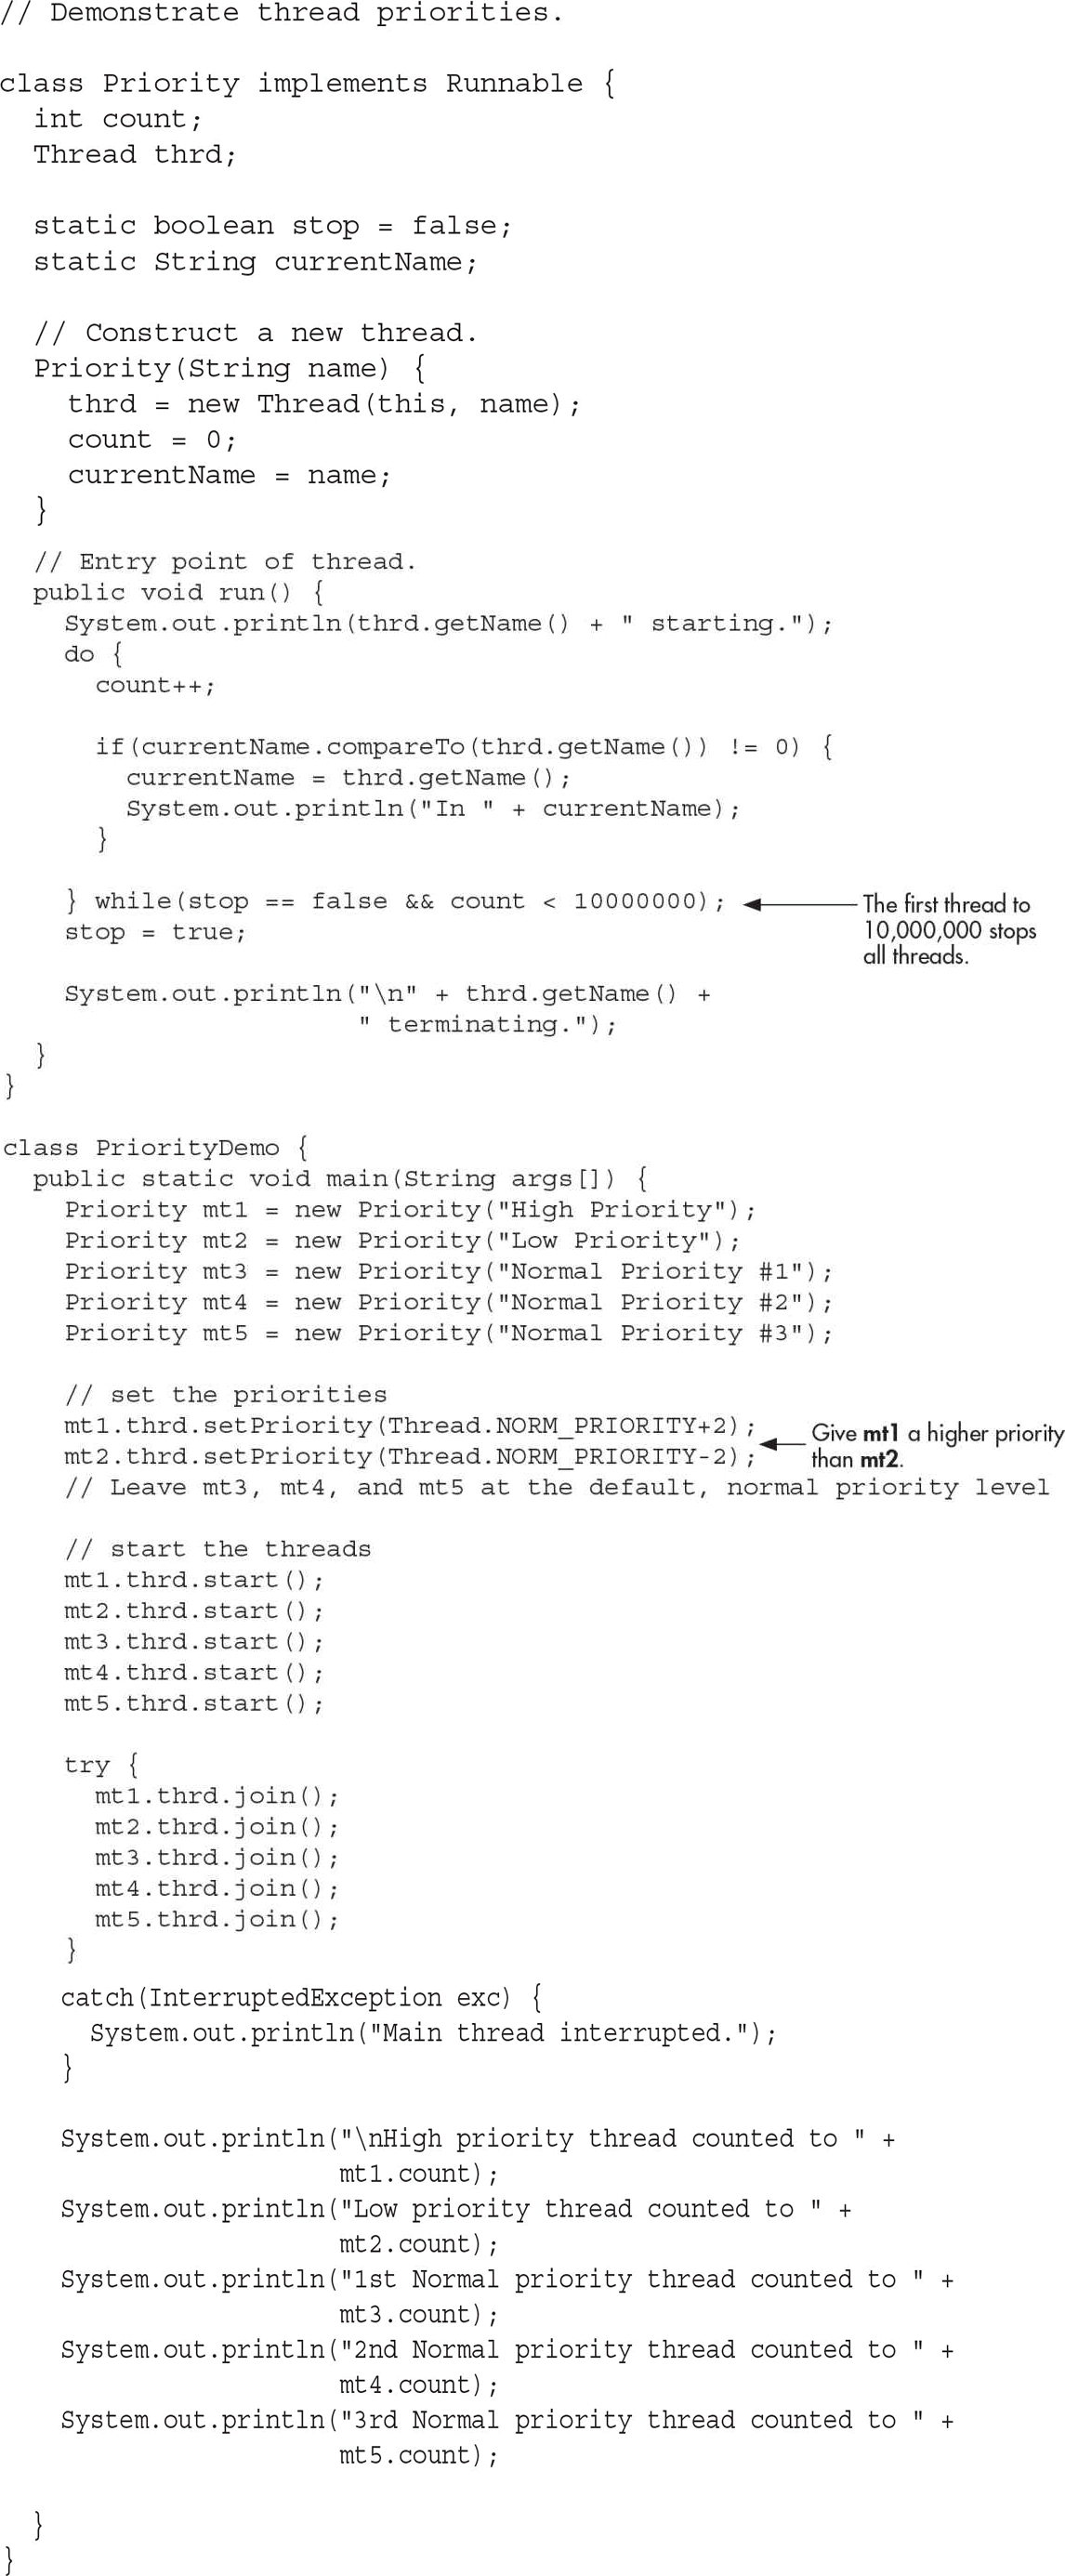 // Demonstrate thread priorities.

class Priority implements Runnable {
  int count;
  Thread thrd;

  static boolean stop = false;
  static String currentName;

  // Construct a new thread.
  Priority(String name) {
    thrd = new Thread(this, name);
    count = 0;
    currentName = name;
  }

  // Entry point of thread.
  public void run() {
    System.out.println(thrd.getName() + " starting.");
    do {
      count++;

      if(currentName.compareTo(thrd.getName()) != 0) {
        currentName = thrd.getName();
        System.out.println("In " + currentName);
      }

    } while(stop == false && count < 10000000);
The first thread to
10,000,000 stops
all threads.
    stop = true;

    System.out.println("\n" + thrd.getName() +
                       " terminating.");
  }
}

class PriorityDemo {
  public static void main(String args[]) {
    Priority mt1 = new Priority("High Priority");
    Priority mt2 = new Priority("Low Priority");
    Priority mt3 = new Priority("Normal Priority #1");
    Priority mt4 = new Priority("Normal Priority #2");
    Priority mt5 = new Priority("Normal Priority #3");

    // set the priorities
    mt1.thrd.setPriority(Thread.NORM_PRIORITY+2);
    mt2.thrd.setPriority(Thread.NORM_PRIORITY-2);
Give mt1 a higher priority
than mt2.
    // Leave mt3, mt4, and mt5 at the default, normal priority level

    // start the threads
    mt1.thrd.start();
    mt2.thrd.start();
    mt3.thrd.start();
    mt4.thrd.start();
    mt5.thrd.start();

    try {
      mt1.thrd.join();
      mt2.thrd.join();
      mt3.thrd.join();
      mt4.thrd.join();
      mt5.thrd.join();
    }
    catch(InterruptedException exc) {
      System.out.println("Main thread interrupted.");
    }

    System.out.println("\nHigh priority thread counted to " +
                       mt1.count);
    System.out.println("Low priority thread counted to " +
                       mt2.count);
    System.out.println("1st Normal priority thread counted to " +
                       mt3.count);
    System.out.println("2nd Normal priority thread counted to " +
                       mt4.count);
    System.out.println("3rd Normal priority thread counted to " +
                       mt5.count);

  }
}